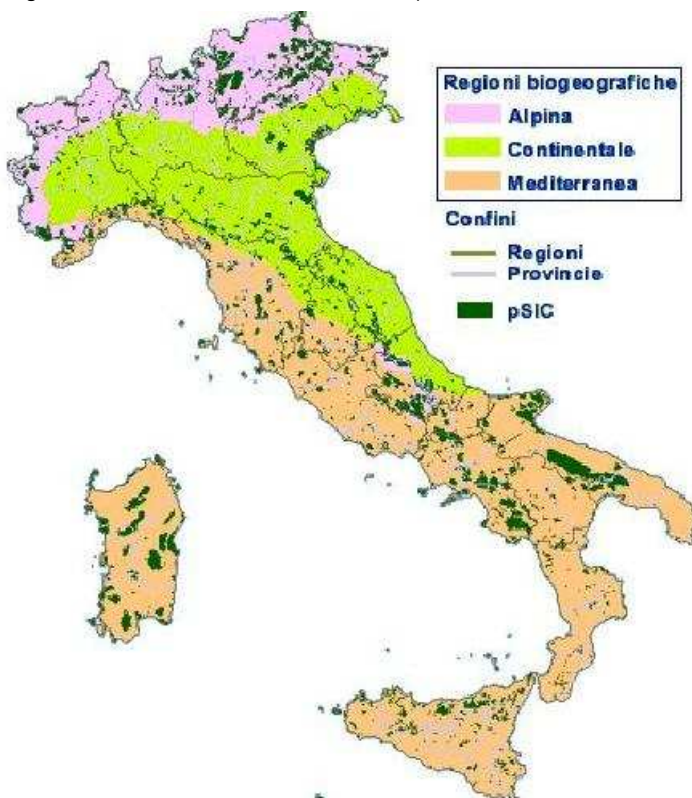 Regioni biogeografiche
Alpina
Continentale
Mediterranea
Confini
Regioni
Provincie
pSIC